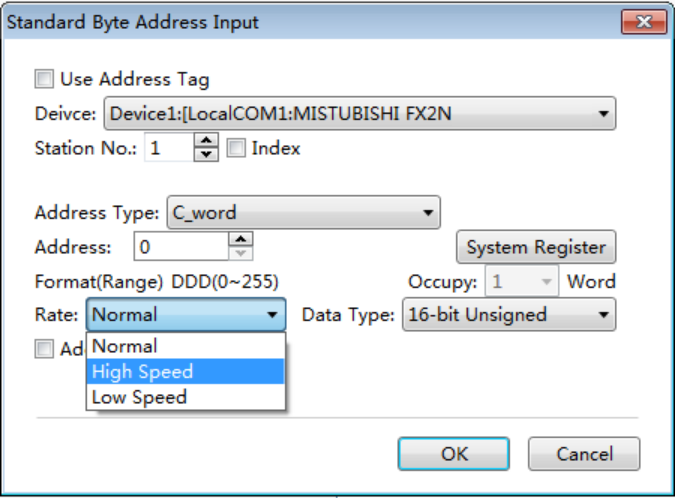 Standard Byte Address Input
Use Address Tag
Deivce: Device1:[LocalCOM1:MISTUBISHI FX2N
Station No.: 1 Index
Address Type: C_word
Address: 0 System Register
Format(Range) DDD(0~255) Occupy: 1 Word
Rate: Normal Data Type: 16-bit Unsigned
Normal
High Speed
Low Speed
OK Cancel